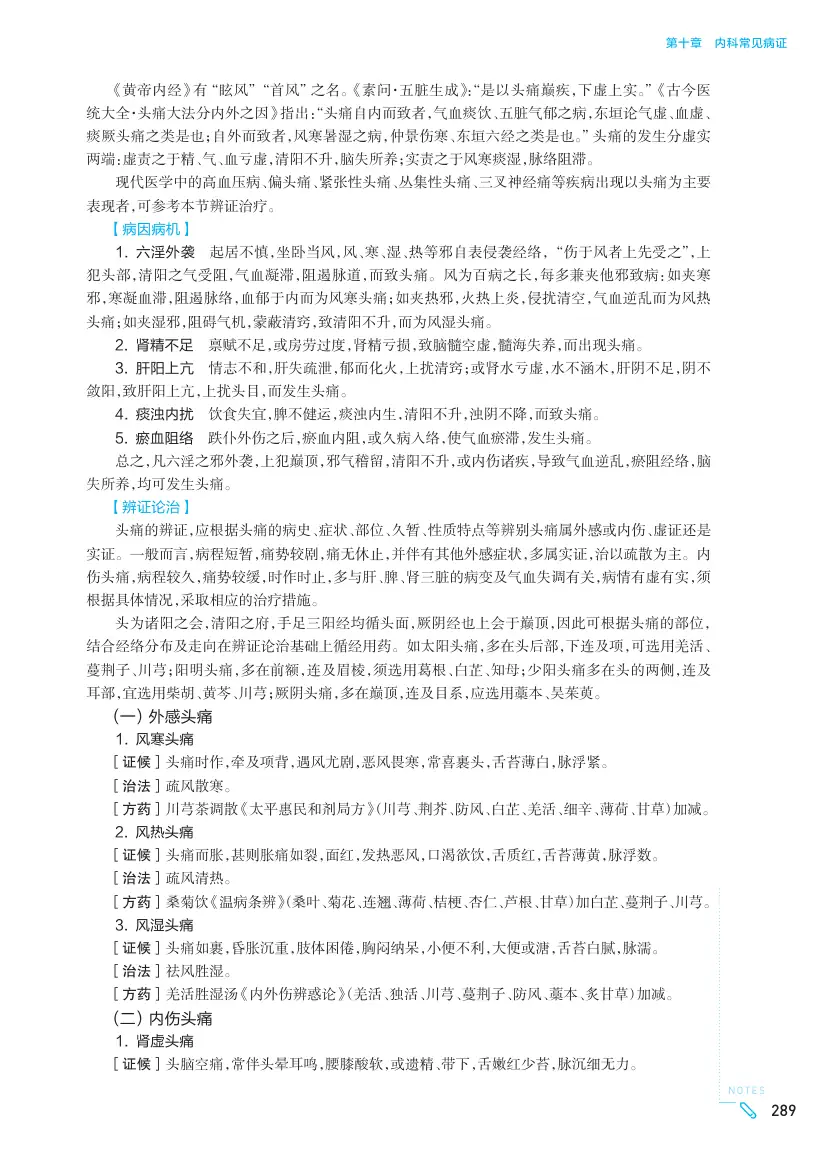 第十章　内科常见病证
《黄帝内经》有“眩风”“首风”之名。《素问·五脏生成》:“是以头痛巅疾,下虚上实。”《古今医
统大全·头痛大法分内外之因》指出:“头痛自内而致者,气血痰饮、五脏气郁之病,东垣论气虚、血虚、
痰厥头痛之类是也;自外而致者,风寒暑湿之病,仲景伤寒、东垣六经之类是也。”头痛的发生分虚实
两端:虚责之于精、气、血亏虚,清阳不升,脑失所养;实责之于风寒痰湿,脉络阻滞。
现代医学中的高血压病、偏头痛、紧张性头痛、丛集性头痛、三叉神经痛等疾病出现以头痛为主要
表现者,可参考本节辨证治疗。
【病因病机】
1. 六淫外袭　起居不慎,坐卧当风,风、寒、湿、热等邪自表侵袭经络,“伤于风者上先受之”,上
犯头部,清阳之气受阻,气血凝滞,阻遏脉道,而致头痛。风为百病之长,每多兼夹他邪致病:如夹寒
邪,寒凝血滞,阻遏脉络,血郁于内而为风寒头痛;如夹热邪,火热上炎,侵扰清空,气血逆乱而为风热
头痛;如夹湿邪,阻碍气机,蒙蔽清窍,致清阳不升,而为风湿头痛。
2. 肾精不足　禀赋不足,或房劳过度,肾精亏损,致脑髓空虚,髓海失养,而出现头痛。
3. 肝阳上亢　情志不和,肝失疏泄,郁而化火,上扰清窍;或肾水亏虚,水不涵木,肝阴不足,阴不
敛阳,致肝阳上亢,上扰头目,而发生头痛。
4. 痰浊内扰　饮食失宜,脾不健运,痰浊内生,清阳不升,浊阴不降,而致头痛。
5. 瘀血阻络　跌仆外伤之后,瘀血内阻,或久病入络,使气血瘀滞,发生头痛。
总之,凡六淫之邪外袭,上犯巅顶,邪气稽留,清阳不升,或内伤诸疾,导致气血逆乱,瘀阻经络,脑
失所养,均可发生头痛。
【辨证论治】
头痛的辨证,应根据头痛的病史、症状、部位、久暂、性质特点等辨别头痛属外感或内伤、虚证还是
实证。一般而言,病程短暂,痛势较剧,痛无休止,并伴有其他外感症状,多属实证,治以疏散为主。内
伤头痛,病程较久,痛势较缓,时作时止,多与肝、脾、肾三脏的病变及气血失调有关,病情有虚有实,须
根据具体情况,采取相应的治疗措施。
头为诸阳之会,清阳之府,手足三阳经均循头面,厥阴经也上会于巅顶,因此可根据头痛的部位,
结合经络分布及走向在辨证论治基础上循经用药。如太阳头痛,多在头后部,下连及项,可选用羌活、
蔓荆子、川芎;阳明头痛,多在前额,连及眉棱,须选用葛根、白芷、知母;少阳头痛多在头的两侧,连及
耳部,宜选用柴胡、黄芩、川芎;厥阴头痛,多在巅顶,连及目系,应选用藁本、吴茱萸。
（一）外感头痛
1. 风寒头痛
［证候］头痛时作,牵及项背,遇风尤剧,恶风畏寒,常喜裹头,舌苔薄白,脉浮紧。
［治法］疏风散寒。
［方药］川芎茶调散《太平惠民和剂局方》(川芎、荆芥、防风、白芷、羌活、细辛、薄荷、甘草)加减。
2. 风热头痛
［证候］头痛而胀,甚则胀痛如裂,面红,发热恶风,口渴欲饮,舌质红,舌苔薄黄,脉浮数。
［治法］疏风清热。
［方药］桑菊饮《温病条辨》(桑叶、菊花、连翘、薄荷、桔梗、杏仁、芦根、甘草)加白芷、蔓荆子、川芎。
3. 风湿头痛
［证候］头痛如裹,昏胀沉重,肢体困倦,胸闷纳呆,小便不利,大便或溏,舌苔白腻,脉濡。
［治法］祛风胜湿。
［方药］羌活胜湿汤《内外伤辨惑论》(羌活、独活、川芎、蔓荆子、防风、藁本、炙甘草)加减。
（二）内伤头痛
1. 肾虚头痛
［证候］头脑空痛,常伴头晕耳鸣,腰膝酸软,或遗精、带下,舌嫩红少苔,脉沉细无力。
NOTES
289